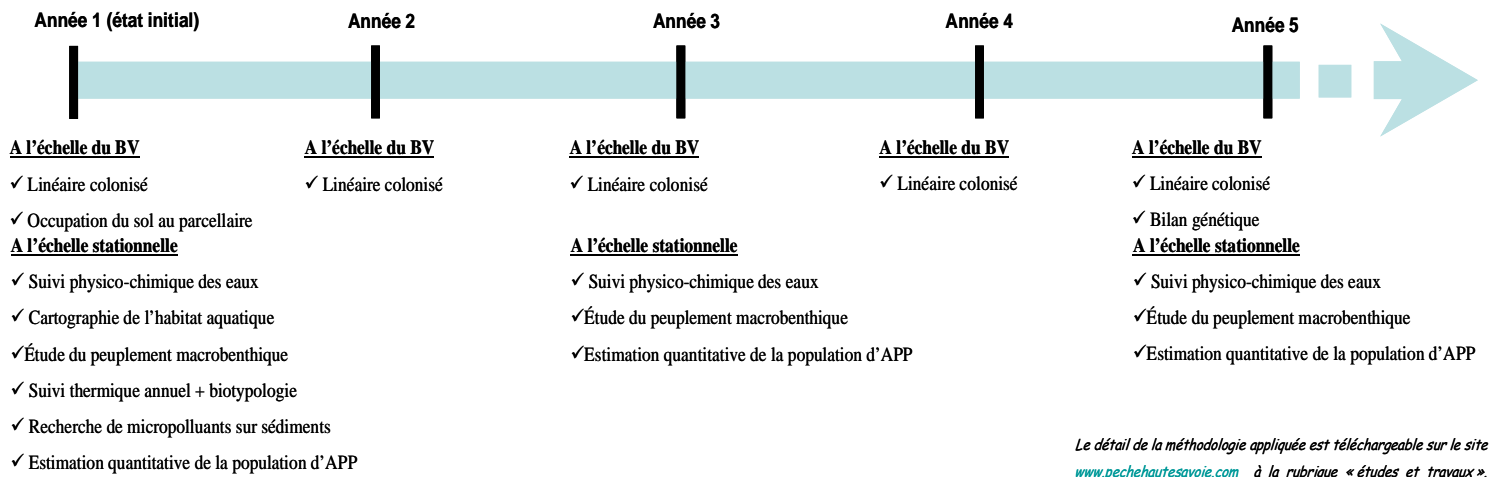 Année 1 (état initial)
Année 2
Année 3
Année 4
Année 5
A l'échelle du BV
✓ Linéaire colonisé
✓ Occupation du sol au parcellaire
A l'échelle stationnelle
✓ Suivi physico-chimique des eaux
✓ Cartographie de l'habitat aquatique
✓Étude du peuplement macrobenthique
✓ Suivi thermique annuel + biotypologie
✓ Recherche de micropolluants sur sédiments
✓ Estimation quantitative de la population d'APP
A l'échelle du BV
✓ Linéaire colonisé
A l'échelle du BV
✓ Linéaire colonisé
A l'échelle stationnelle
✓ Suivi physico-chimique des eaux
✓Étude du peuplement macrobenthique
✓Estimation quantitative de la population d'APP
A l'échelle du BV
✓ Linéaire colonisé
A l'échelle du BV
✓ Linéaire colonisé
✓ Bilan génétique
A l'échelle stationnelle
✓ Suivi physico-chimique des eaux
✓Étude du peuplement macrobenthique
✓Estimation quantitative de la population d'APP
Le détail de la méthodologie appliquée est téléchargeable sur le site
www.pechehautesavoie.com à la rubrique « études et travaux ».